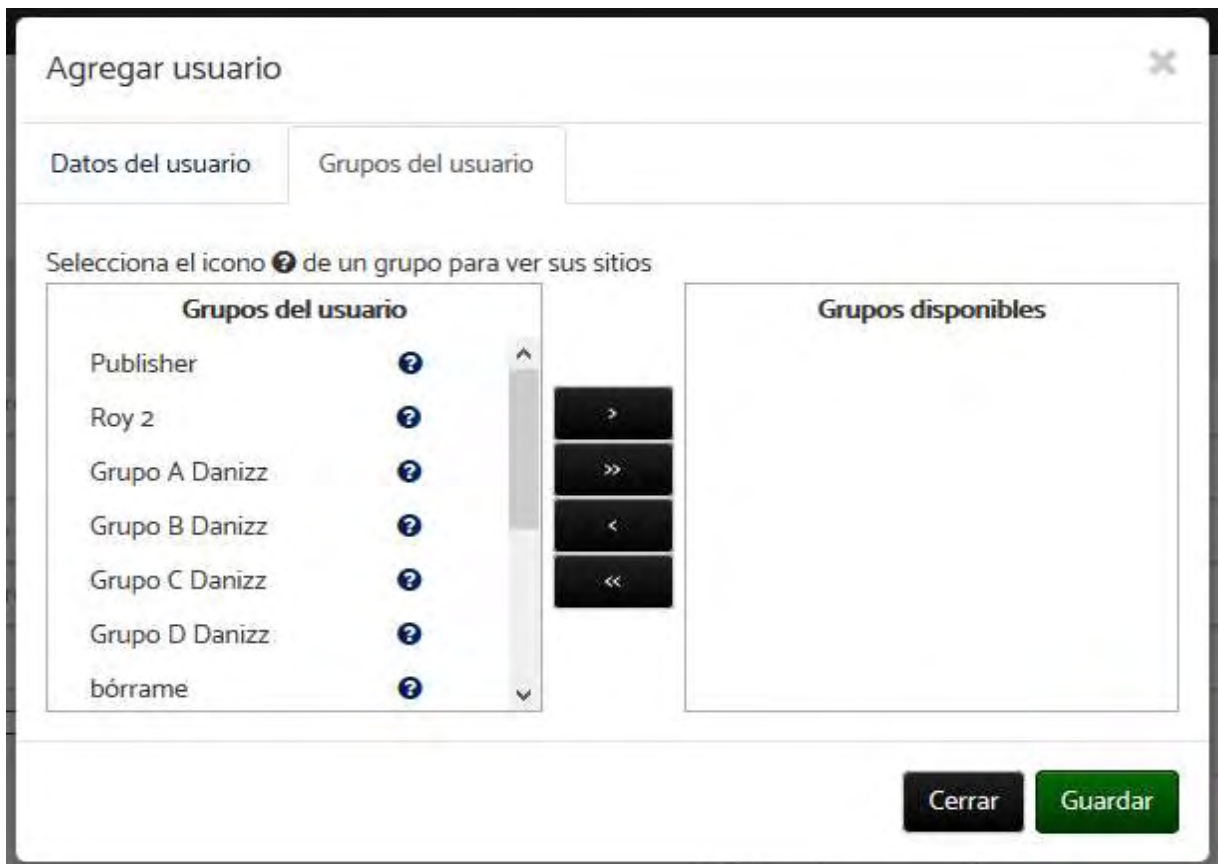 Agregar usuario ×
Datos del usuario Grupos del usuario
Selecciona el icono ? de un grupo para ver sus sitios
Grupos del usuario
Publisher ?
Roy 2 ?
Grupo A Danizz ?
Grupo B Danizz ?
Grupo C Danizz ?
Grupo D Danizz ?
bórrame ?
>
>>
<
<<
Grupos disponibles
Cerrar Guardar